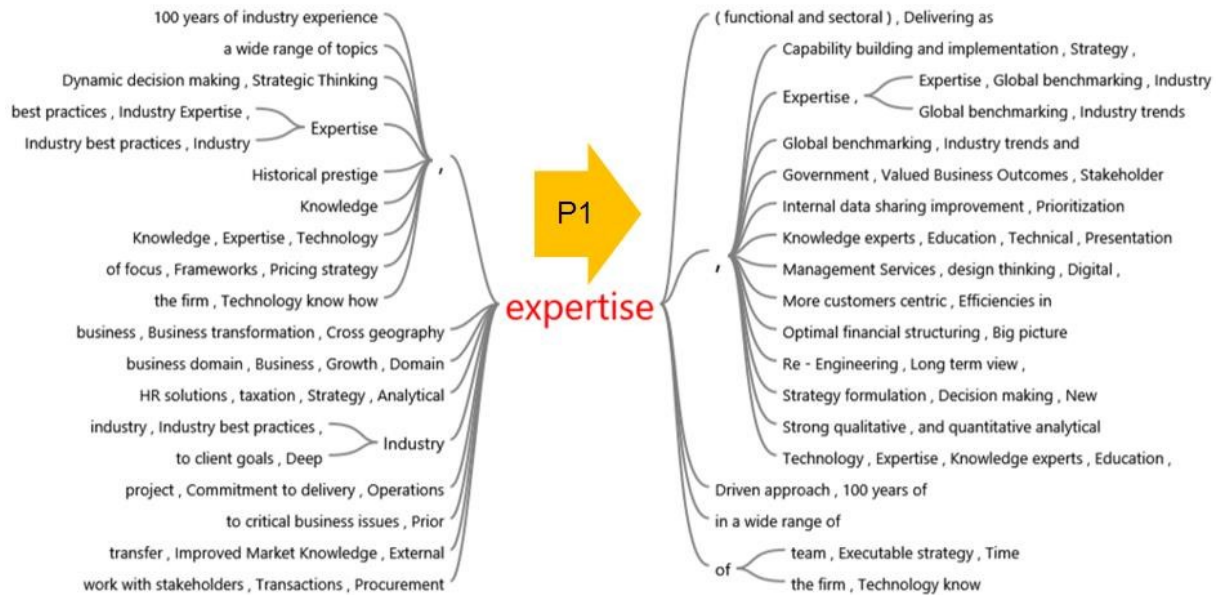 100 years of industry experience
a wide range of topics
Dynamic decision making , Strategic Thinking
best practices , Industry Expertise ,
Industry best practices , Industry
Expertise
Historical prestige
Knowledge
Knowledge , Expertise , Technology
of focus , Frameworks , Pricing strategy
the firm , Technology know how
,
business , Business transformation , Cross geography
business domain , Business , Growth , Domain
HR solutions , taxation , Strategy , Analytical
industry , Industry best practices ,
to client goals , Deep
Industry
project , Commitment to delivery , Operations
to critical business issues , Prior
transfer , Improved Market Knowledge , External
work with stakeholders , Transactions , Procurement
P1
expertise
( functional and sectoral ) , Delivering as
,
Capability building and implementation , Strategy ,
Expertise ,
Expertise , Global benchmarking , Industry
Global benchmarking , Industry trends
Global benchmarking , Industry trends and
Government , Valued Business Outcomes , Stakeholder
Internal data sharing improvement , Prioritization
Knowledge experts , Education , Technical , Presentation
Management Services , design thinking , Digital ,
More customers centric , Efficiencies in
Optimal financial structuring , Big picture
Re - Engineering , Long term view ,
Strategy formulation , Decision making , New
Strong qualitative , and quantitative analytical
Technology , Expertise , Knowledge experts , Education ,
Driven approach , 100 years of
in a wide range of
of
team , Executable strategy , Time
the firm , Technology know